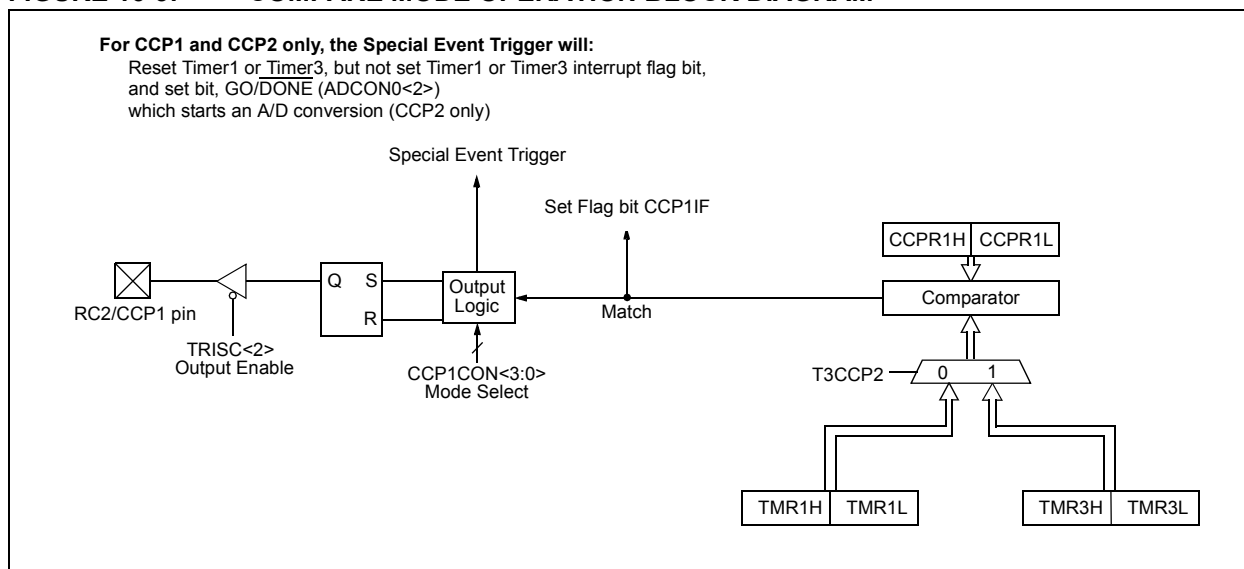 For CCP1 and CCP2 only, the Special Event Trigger will:
Reset Timer1 or Timer3, but not set Timer1 or Timer3 interrupt flag bit,
and set bit, GO/DONE (ADCON0<2>)
which starts an A/D conversion (CCP2 only)
Special Event Trigger
Set Flag bit CCP1IF
CCPR1H CCPR1L
Q S
R
Output
Logic
Comparator
RC2/CCP1 pin
Match
TRISC<2>
Output Enable
CCP1CON<3:0>
Mode Select
T3CCP2
0 1
TMR1H TMR1L
TMR3H TMR3L